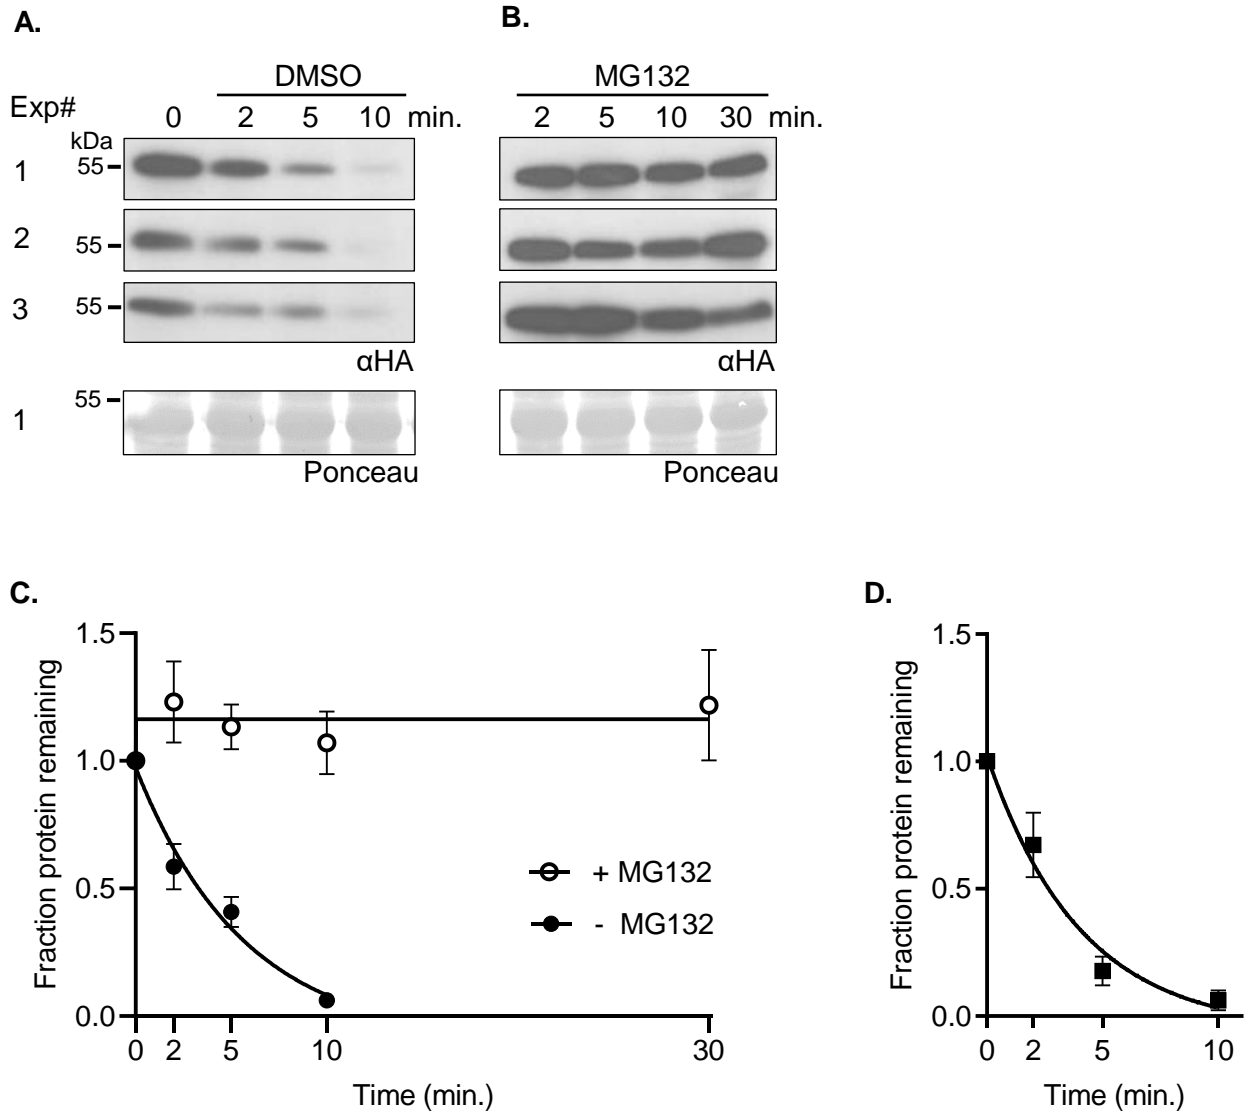 A.
B.
DMSO
MG132
Exp#
0 2 5 10 min.
2 5 10 30 min.
kDa
1 55
2 55
3 55
αHA
αHA
55
1
Ponceau
Ponceau
C.
D.
1.5
1.0
0.5
0.0
Fraction protein remaining
+ MG132
- MG132
0 2 5 10 30
Time (min.)
1.5
1.0
0.5
0.0
Fraction protein remaining
0 2 5 10
Time (min.)